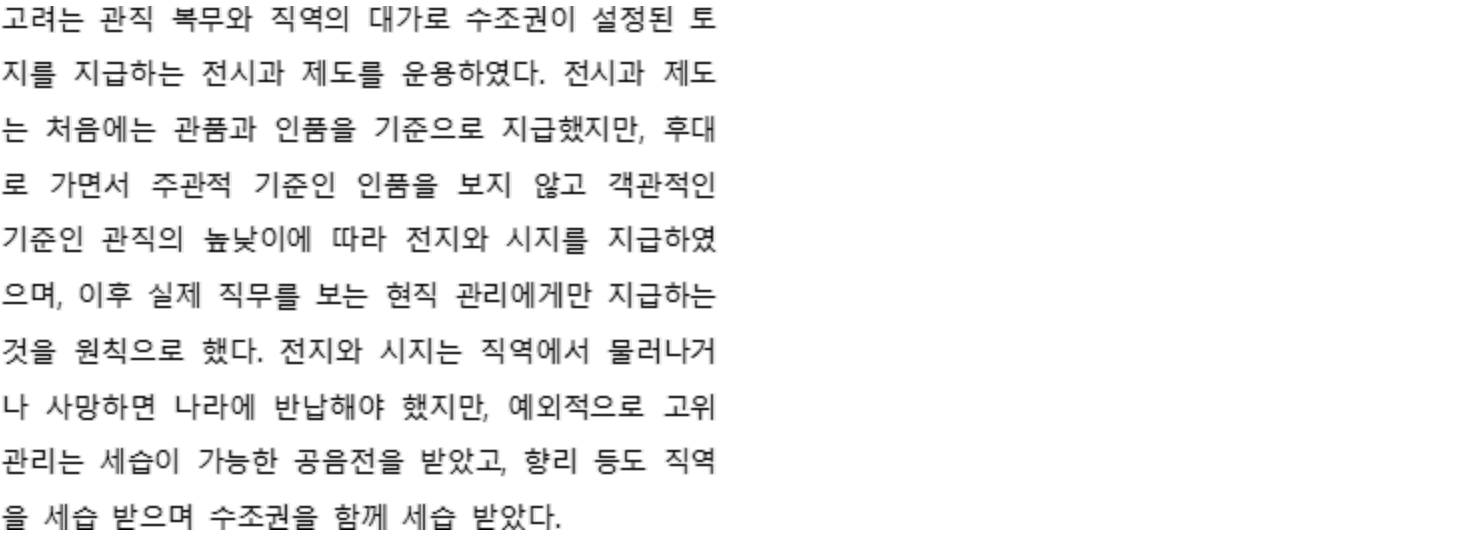 고려는 관직 복무와 직역의 대가로 수조권이 설정된 토
지를 지급하는 전시과 제도를 운용하였다. 전시과 제도
는 처음에는 관품과 인품을 기준으로 지급했지만, 후대
로 가면서 주관적 기준인 인품을 보지 않고 객관적인
기준인 관직의 높낮이에 따라 전지와 시지를 지급하였
으며, 이후 실제 직무를 보는 현직 관리에게만 지급하는
것을 원칙으로 했다. 전지와 시지는 직역에서 물러나거
나 사망하면 나라에 반납해야 했지만, 예외적으로 고위
관리는 세습이 가능한 공음전을 받았고, 향리 등도 직역
을 세습 받으며 수조권을 함께 세습 받았다.